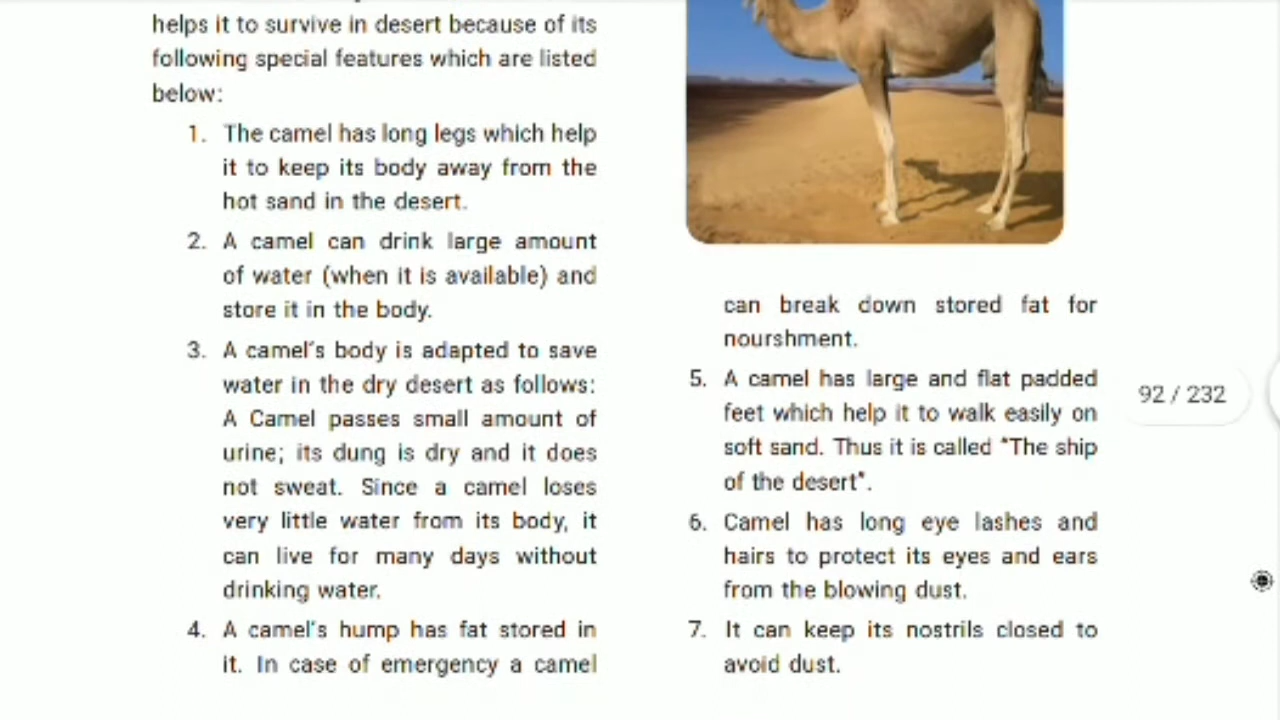 helps it to survive in desert because of its
following special features which are listed
below:
1. The camel has long legs which help
it to keep its body away from the
hot sand in the desert.
2. A camel can drink large amount
of water (when it is available) and
store it in the body.
3. A camel's body is adapted to save
water in the dry desert as follows:
A Camel passes small amount of
urine; its dung is dry and it does
not sweat. Since a camel loses
very little water from its body, it
can live for many days without
drinking water.
4. A camel's hump has fat stored in
it. In case of emergency a camel
can break down stored fat for
nourshment.
5. A camel has large and flat padded
feet which help it to walk easily on
soft sand. Thus it is called "The ship
of the desert".
6. Camel has long eye lashes and
hairs to protect its eyes and ears
from the blowing dust.
7. It can keep its nostrils closed to
avoid dust.
92 / 232